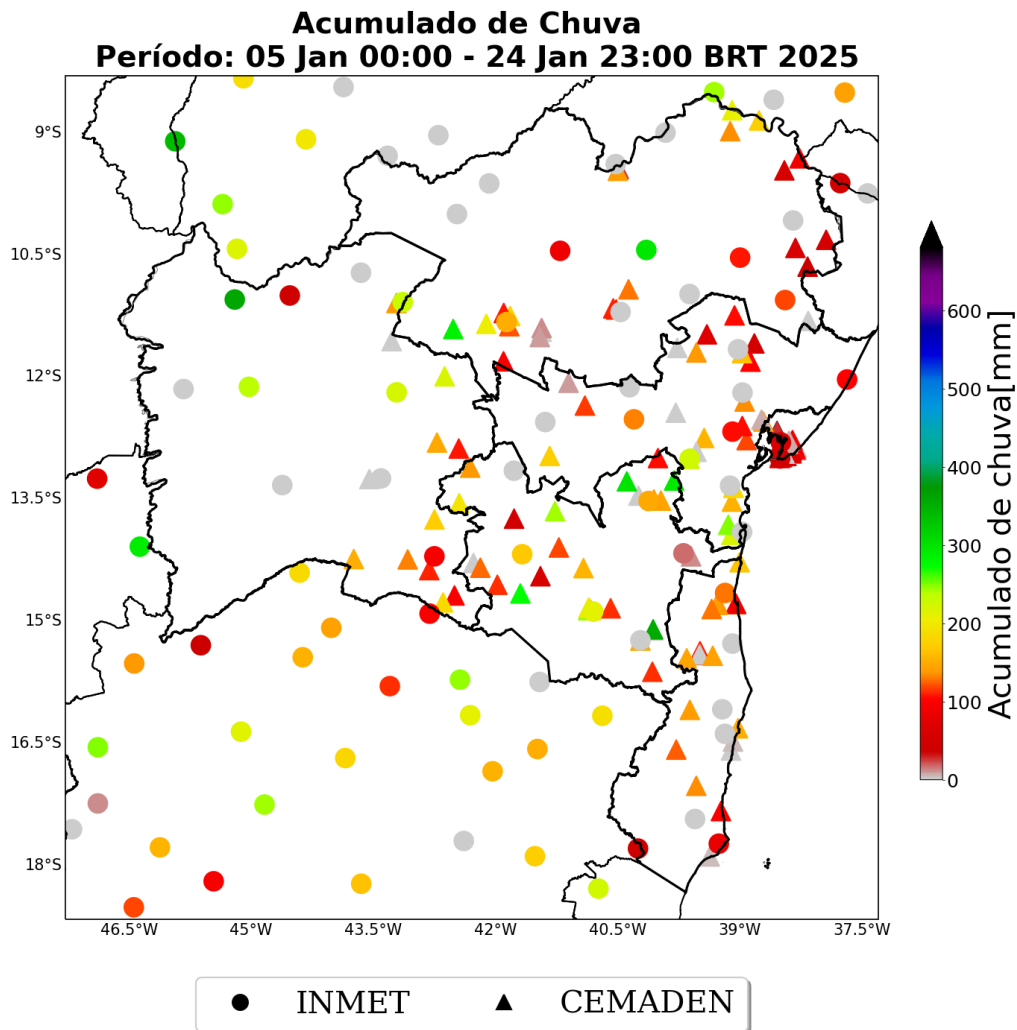 Acumulado de Chuva
Período: 05 Jan 00:00 - 24 Jan 23:00 BRT 2025
9°S
10.5°S
12°S
13.5°S
15°S
16.5°S
18°S
46.5°W 45°W 43.5°W 42°W 40.5°W 39°W 37.5°W
600
500
400
300
200
100
0
Acumulado de chuva[mm]
INMET CEMADEN